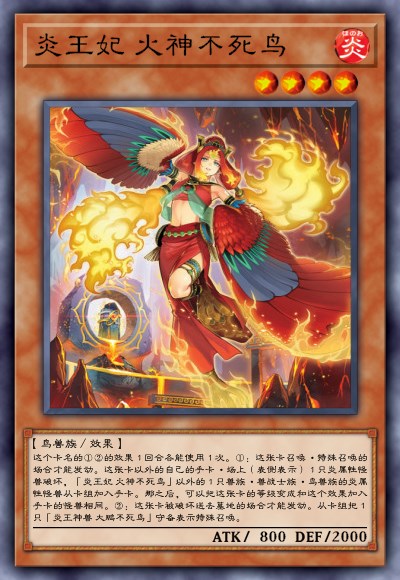 炎王妃 火神不死鸟
ほのお
炎
【鸟兽族/效果】
这个卡名的①②的效果1回合各能使用1次。①：这张卡召唤·特殊召唤的
场合才能发动。这张卡以外的自己的手卡·场上（表侧表示）1只炎属性怪
兽破坏，「炎王妃 火神不死鸟」以外的1只兽族·兽战士族·鸟兽族的炎属
性怪兽从卡组加入手卡。那之后，可以把这张卡的等级变成和这个效果加入
手卡的怪兽相同。②：这张卡被破坏送去墓地的场合才能发动。从卡组把1
只「炎王神兽 大鹏不死鸟」守备表示特殊召唤。
ATK/ 800 DEF/2000